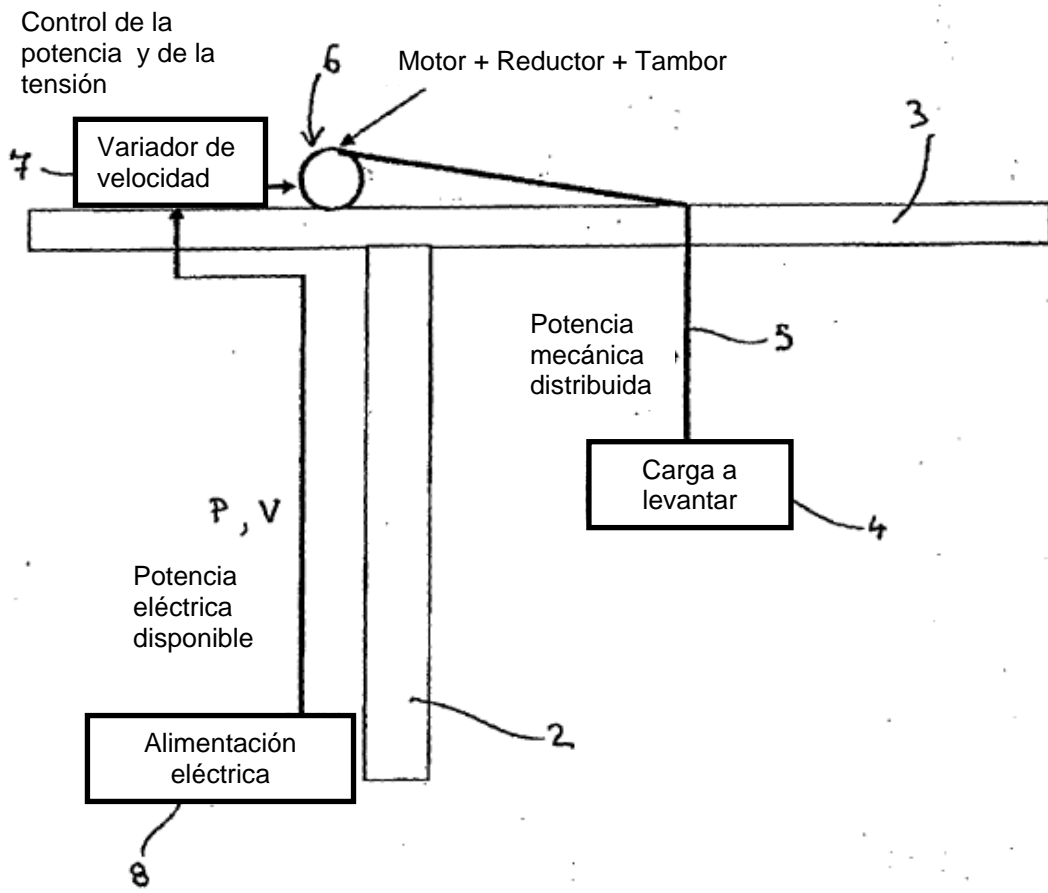 Control de la
potencia y de la
tensión
6
Motor + Reductor + Tambor
3
7
Variador de
velocidad
Potencia
mecánica
distribuida
5
Carga a
levantar
4
P, V
Potencia
eléctrica
disponible
2
Alimentación
eléctrica
8